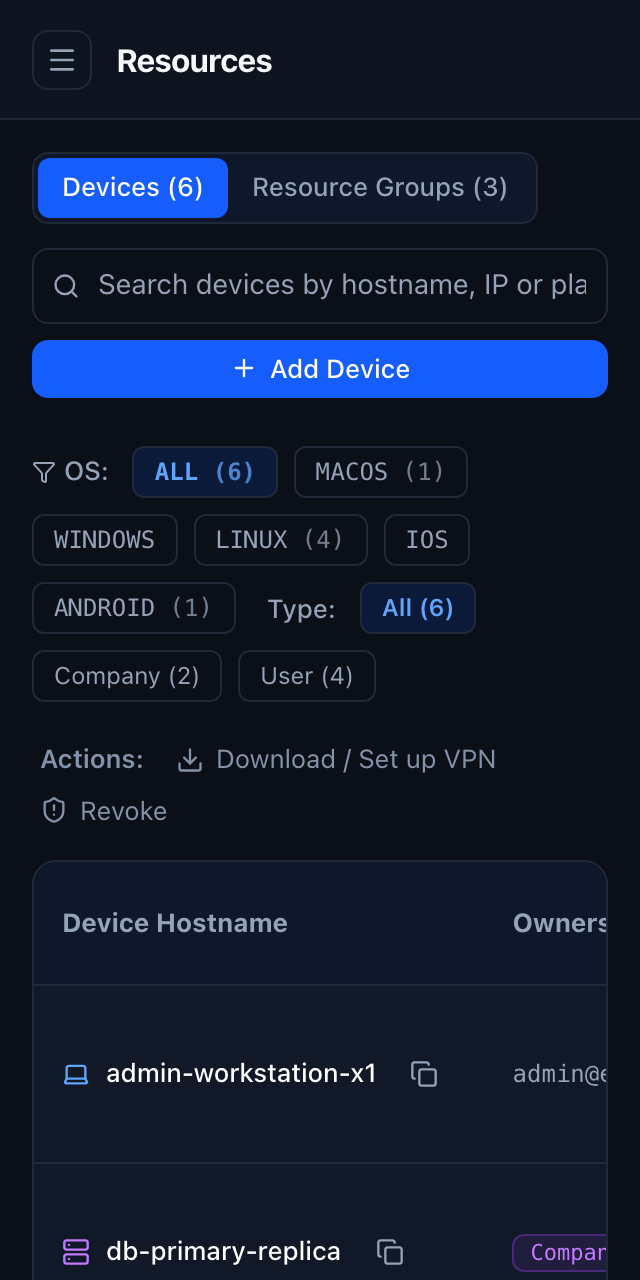 Resources
Devices (6) Resource Groups (3)
Search devices by hostname, IP or pla
+ Add Device
OS: ALL (6) MACOS (1)
WINDOWS LINUX (4) IOS
ANDROID (1) Type: All (6)
Company (2) User (4)
Actions: Download / Set up VPN
Revoke
Device Hostname Owners
admin-workstation-x1 admin@e
db-primary-replica Compan